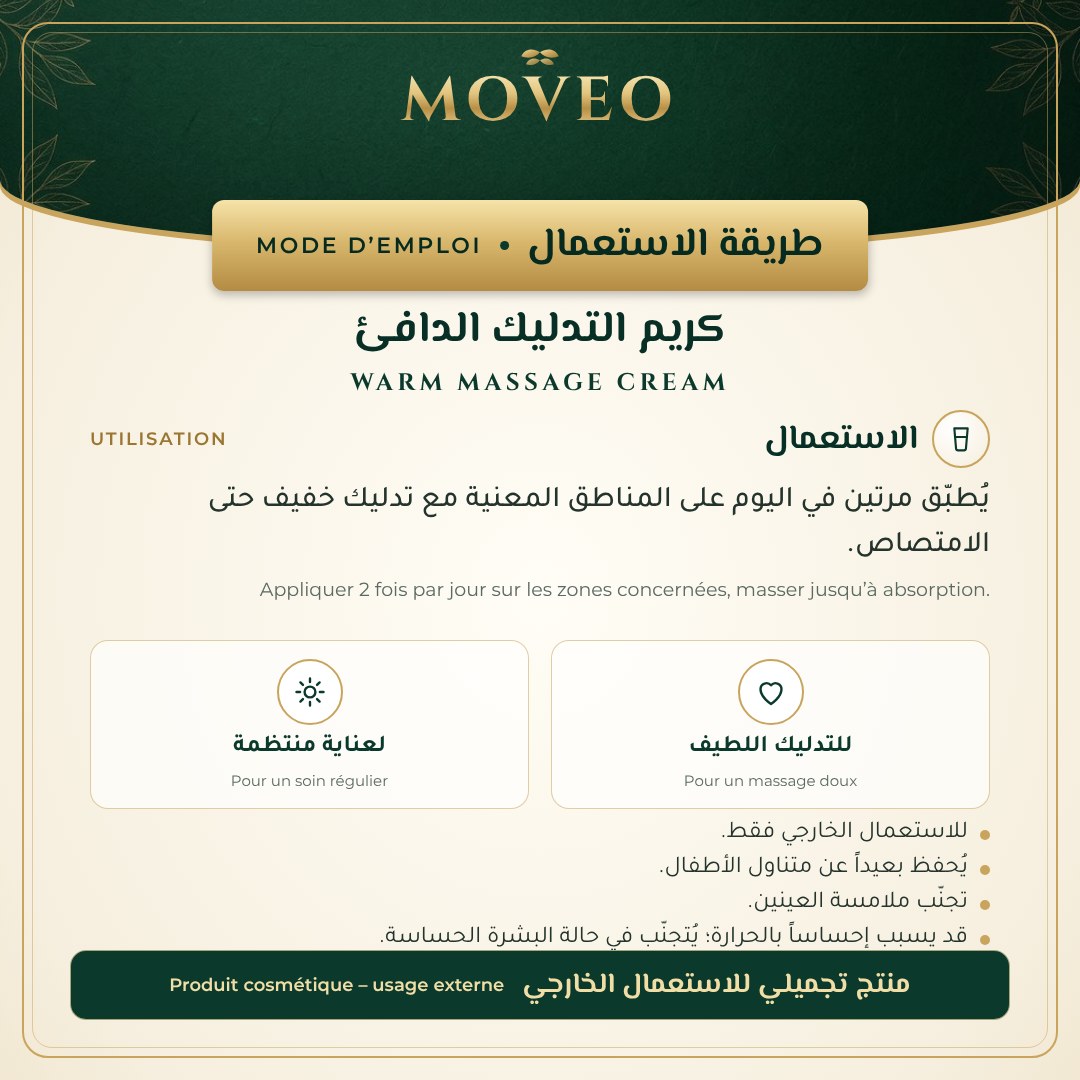 MOVEO
طريقة الاستعمال • MODE D’EMPLOI
كريم التدليك الدافئ
WARM MASSAGE CREAM
الاستعمال
UTILISATION
يُطبّق مرتين في اليوم على المناطق المعنية مع تدليك خفيف حتى
الامتصاص.
Appliquer 2 fois par jour sur les zones concernées, masser jusqu’à absorption.
للتدليك اللطيف
Pour un massage doux
لعناية منتظمة
Pour un soin régulier
للاستعمال الخارجي فقط.
يُحفظ بعيداً عن متناول الأطفال.
تجنّب ملامسة العينين.
قد يسبب إحساساً بالحرارة؛ يُتجنّب في حالة البشرة الحساسة.
منتج تجميلي للاستعمال الخارجي Produit cosmétique – usage externe